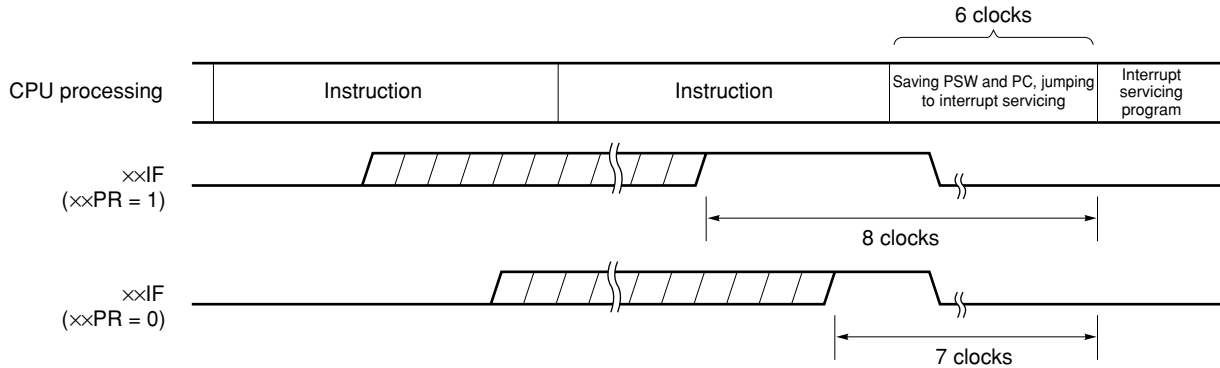 6 clocks
CPU processing
Instruction
Instruction
Saving PSW and PC, jumping
to interrupt servicing
Interrupt
servicing
program
××IF
(××PR = 1)
8 clocks
××IF
(××PR = 0)
7 clocks